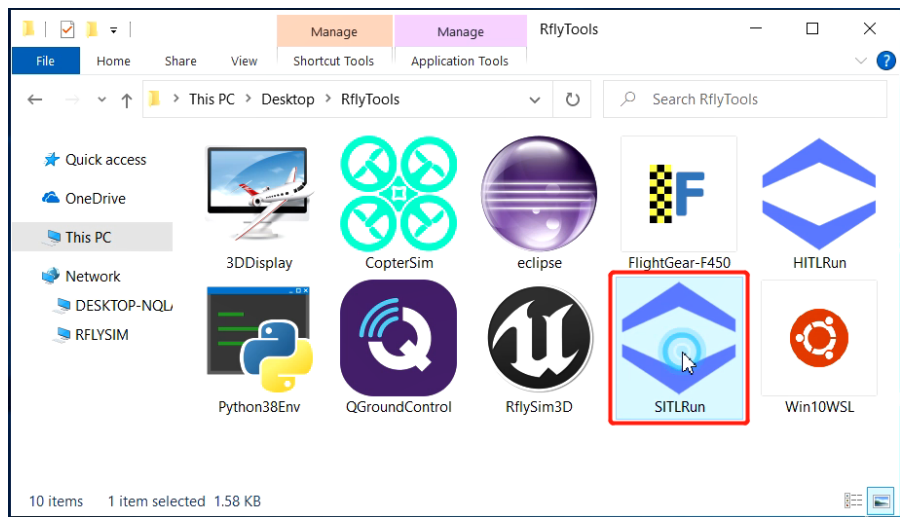 Manage Manage RflyTools
File Home Share View Shortcut Tools Application Tools
This PC Desktop RflyTools Search RflyTools
Quick access
OneDrive
This PC
Network
DESKTOP-NQL
RFLYSIM
3DDisplay CopterSim eclipse FlightGear-F450 HITLRun
Python38Env QGroundControl RflySim3D SITLRun Win10WSL
10 items 1 item selected 1.58 KB